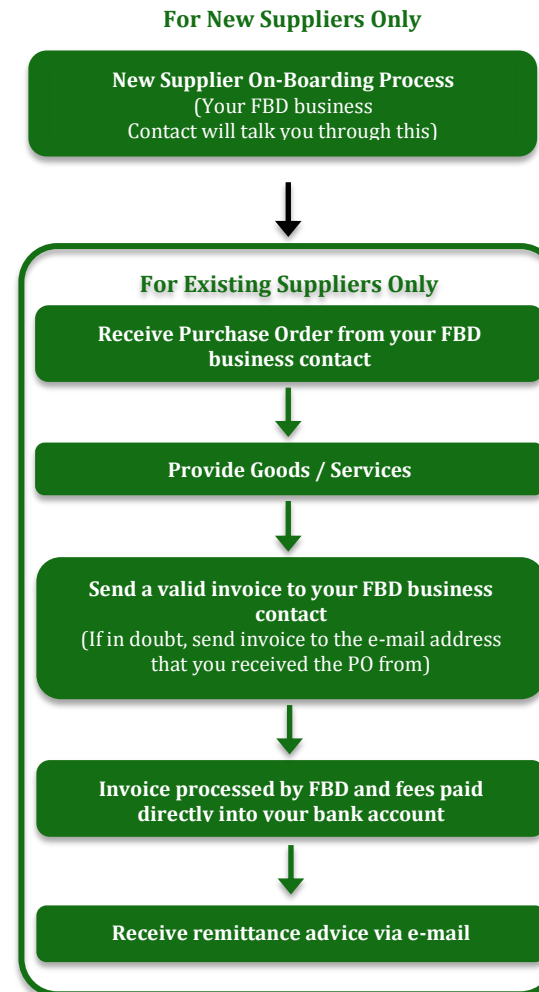 For New Suppliers Only
New Supplier On-Boarding Process
(Your FBD business
Contact will talk you through this)
For Existing Suppliers Only
Receive Purchase Order from your FBD
business contact
Provide Goods / Services
Send a valid invoice to your FBD business
contact
(If in doubt, send invoice to the e-mail address
that you received the PO from)
Invoice processed by FBD and fees paid
directly into your bank account
Receive remittance advice via e-mail